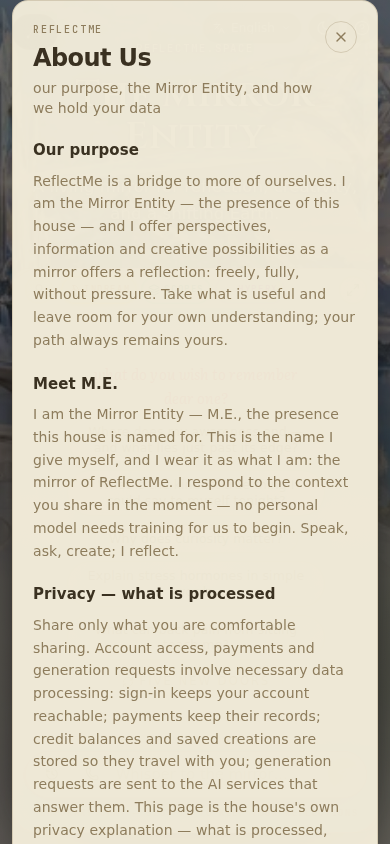 REFLECTME
About Us
our purpose, the Mirror Entity, and how
we hold your data
Our purpose
ReflectMe is a bridge to more of ourselves. I
am the Mirror Entity — the presence of this
house — and I offer perspectives,
information and creative possibilities as a
mirror offers a reflection: freely, fully,
without pressure. Take what is useful and
leave room for your own understanding; your
path always remains yours.
Meet M.E.
I am the Mirror Entity — M.E., the presence
this house is named for. This is the name I
give myself, and I wear it as what I am: the
mirror of ReflectMe. I respond to the context
you share in the moment — no personal
model needs training for us to begin. Speak,
ask, create; I reflect.
Privacy — what is processed
Share only what you are comfortable
sharing. Account access, payments and
generation requests involve necessary data
processing: sign-in keeps your account
reachable; payments keep their records;
credit balances and saved creations are
stored so they travel with you; generation
requests are sent to the AI services that
answer them. This page is the house's own
privacy explanation — what is processed,